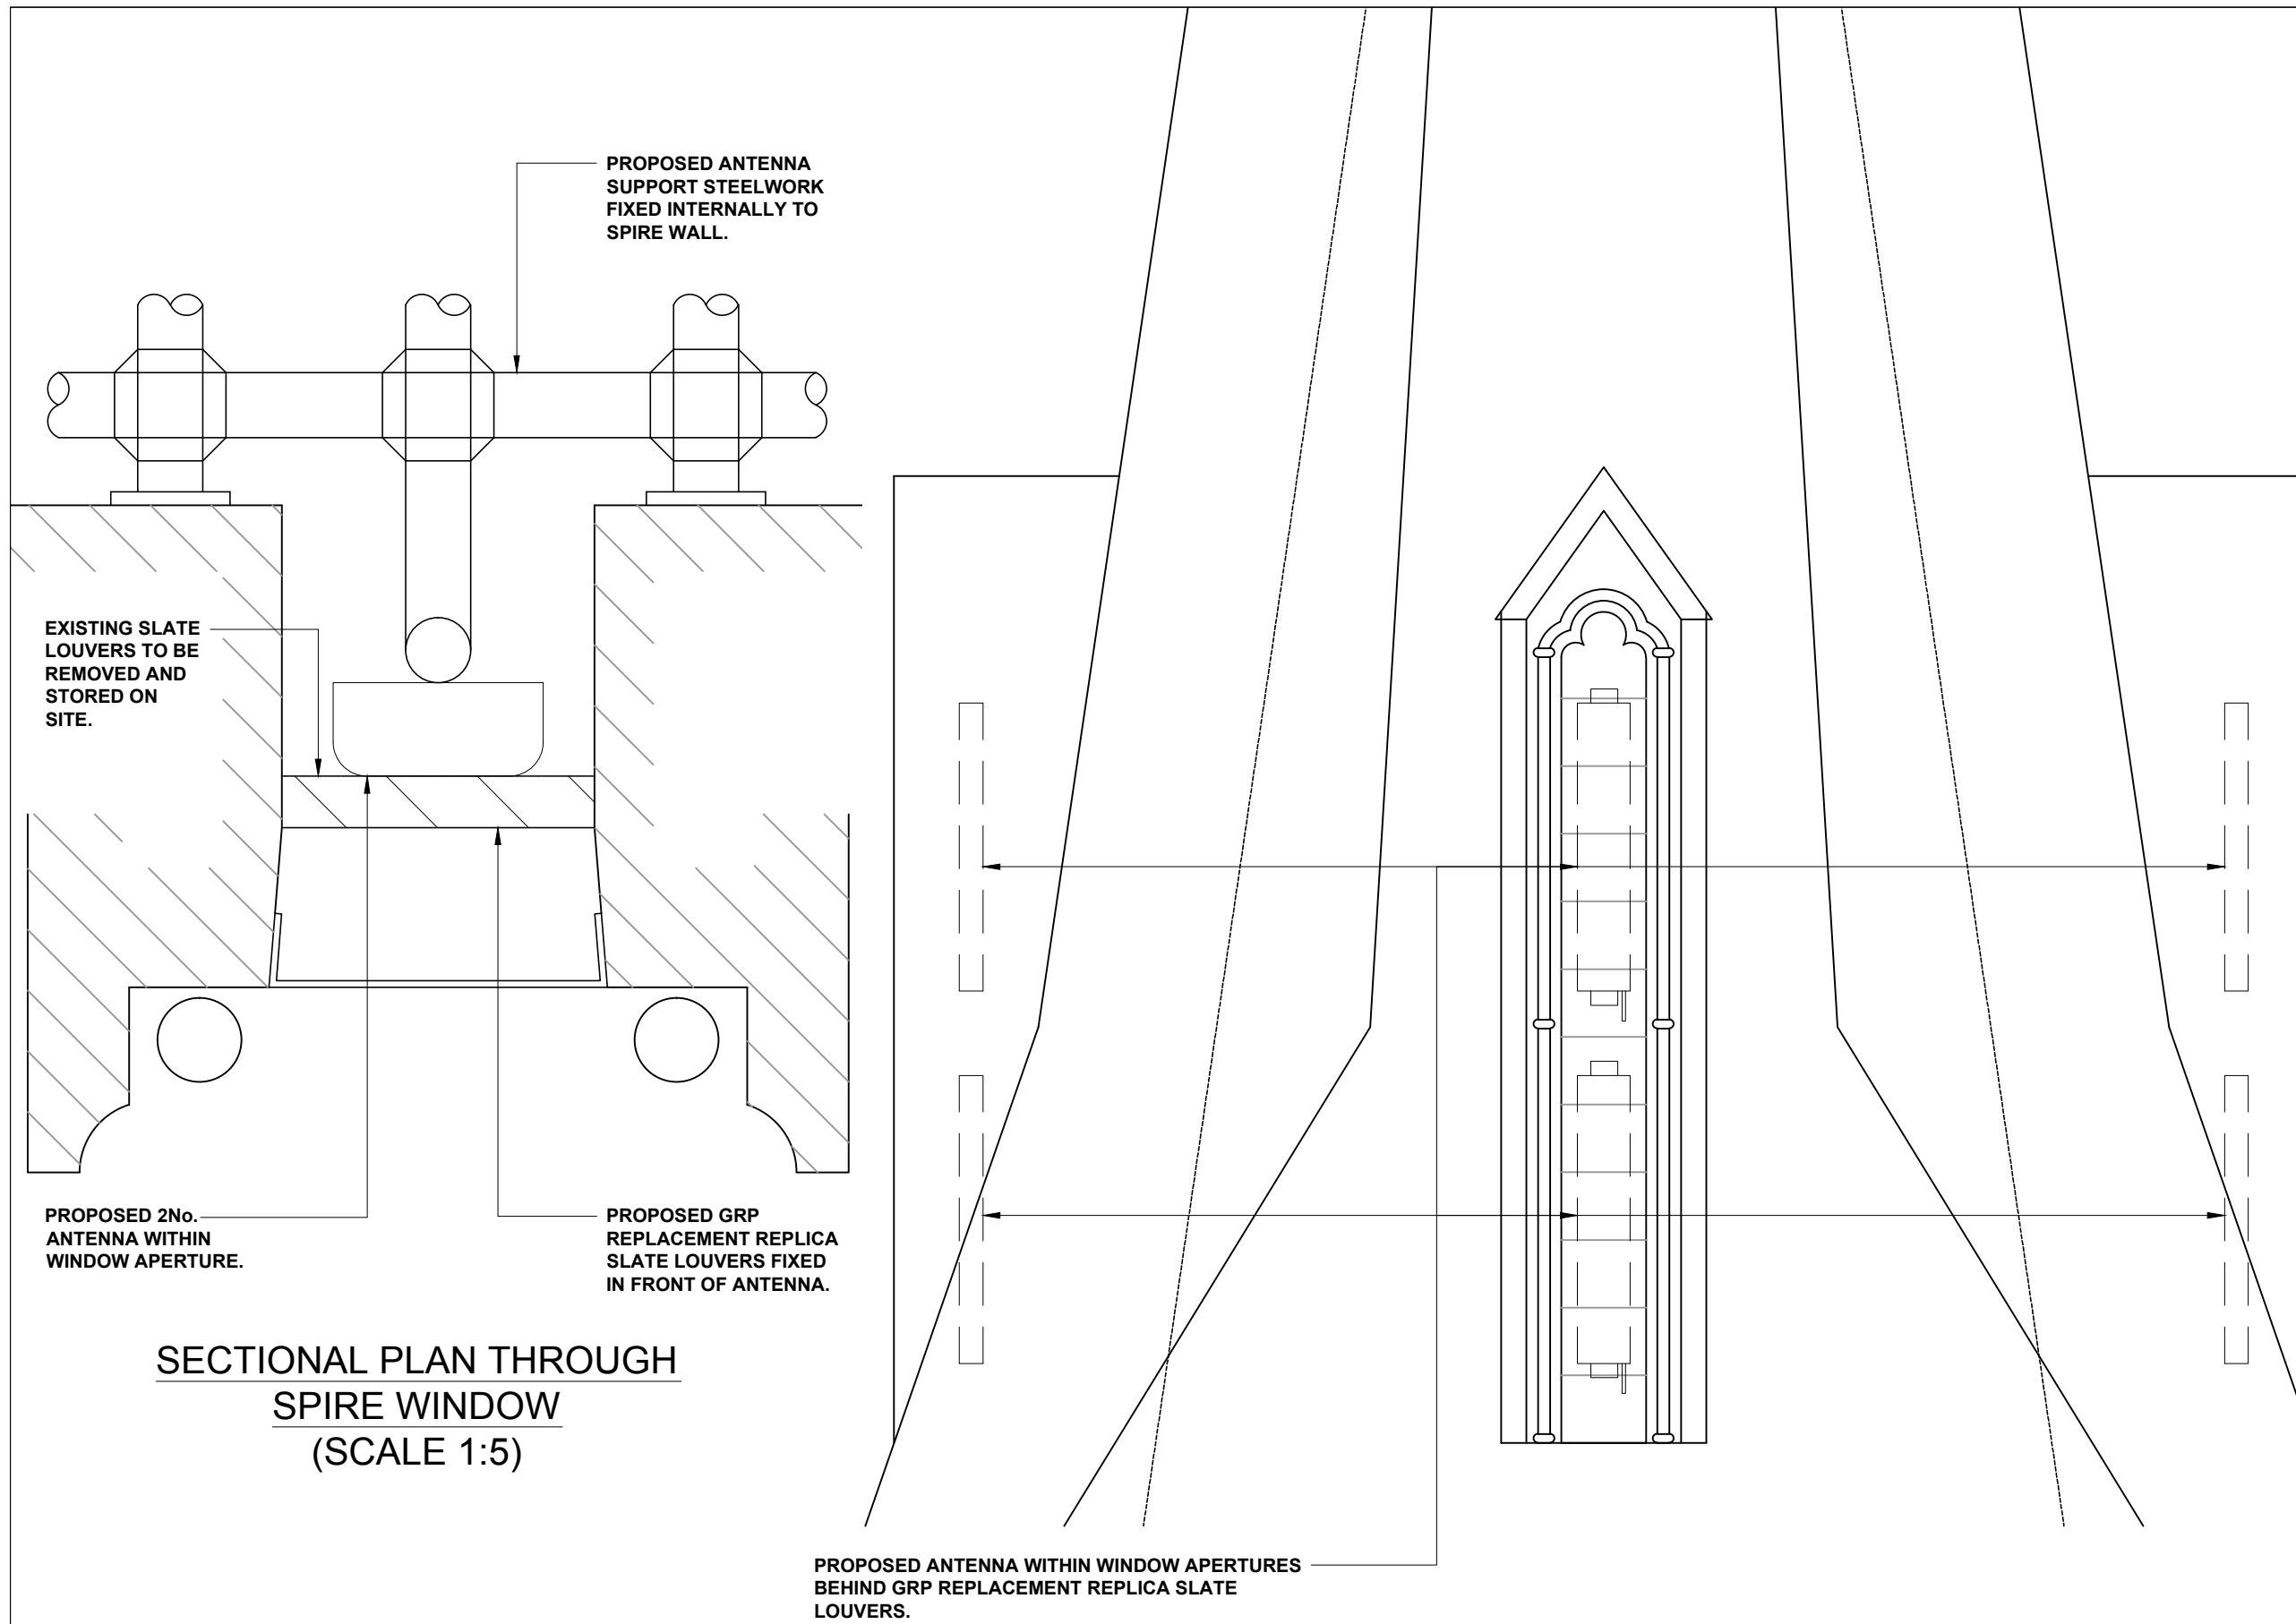 PROPOSED ANTENNA
SUPPORT STEELWORK
FIXED INTERNALLY TO
SPIRE WALL.
EXISTING SLATE
LOUVERS TO BE
REMOVED AND
STORED ON
SITE.
PROPOSED 2No.
ANTENNA WITHIN
WINDOW APERTURE.
PROPOSED GRP
REPLACEMENT REPLICA
SLATE LOUVERS FIXED
IN FRONT OF ANTENNA.
SECTIONAL PLAN THROUGH
SPIRE WINDOW
(SCALE 1:5)
PROPOSED ANTENNA WITHIN WINDOW APERTURES
BEHIND GRP REPLACEMENT REPLICA SLATE
LOUVERS.